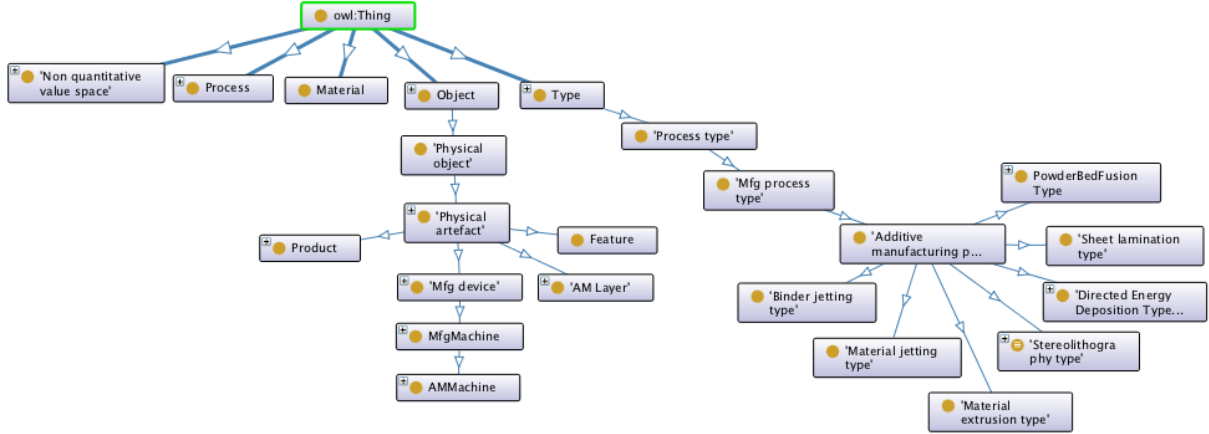 owl:Thing
'Non quantitative
value space'
Process
Material
Object
Type
'Physical
object'
'Process type'
'Mfg process
type'
PowderBedFusion
Type
'Physical
artefact'
Product
Feature
'Additive
manufacturing p...
'Sheet lamination
type'
'Mfg device'
'AM Layer'
'Binder jetting
type'
'Directed Energy
Deposition Type...
MfgMachine
'Material jetting
type'
'Stereolithogra
phy type'
AMMachine
'Material
extrusion type'